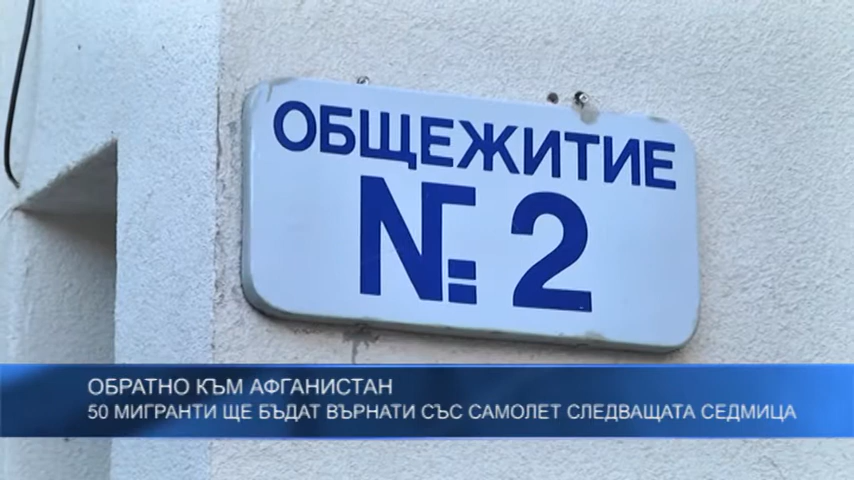 ОБЩЕЖИТИЕ
№ 2
ОБРАТНО КЪМ АФГАНИСТАН
50 МИГРАНТИ ЩЕ БЪДАТ ВЪРНАТИ СЪС САМОЛЕТ СЛЕДВАЩАТА СЕДМИЦА